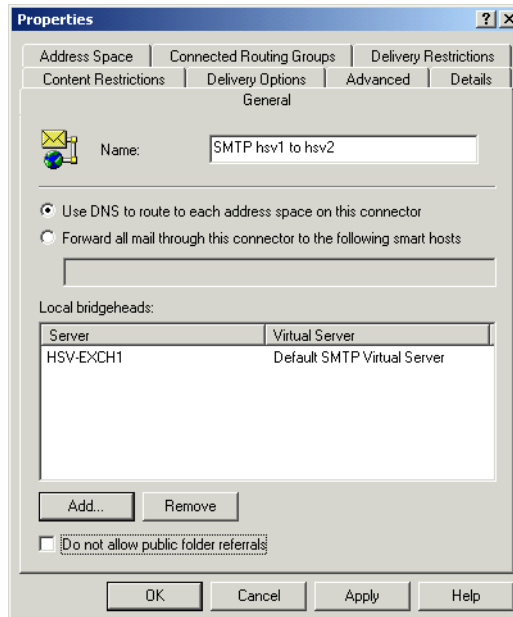 Properties
Address Space Connected Routing Groups Delivery Restrictions
Content Restrictions Delivery Options Advanced Details
General
Name: SMTP hsv1 to hsv2
Use DNS to route to each address space on this connector
Forward all mail through this connector to the following smart hosts
Local bridgeheads:
Server Virtual Server
HSV-EXCH1 Default SMTP Virtual Server
Add... Remove
Do not allow public folder referrals
OK Cancel Apply Help